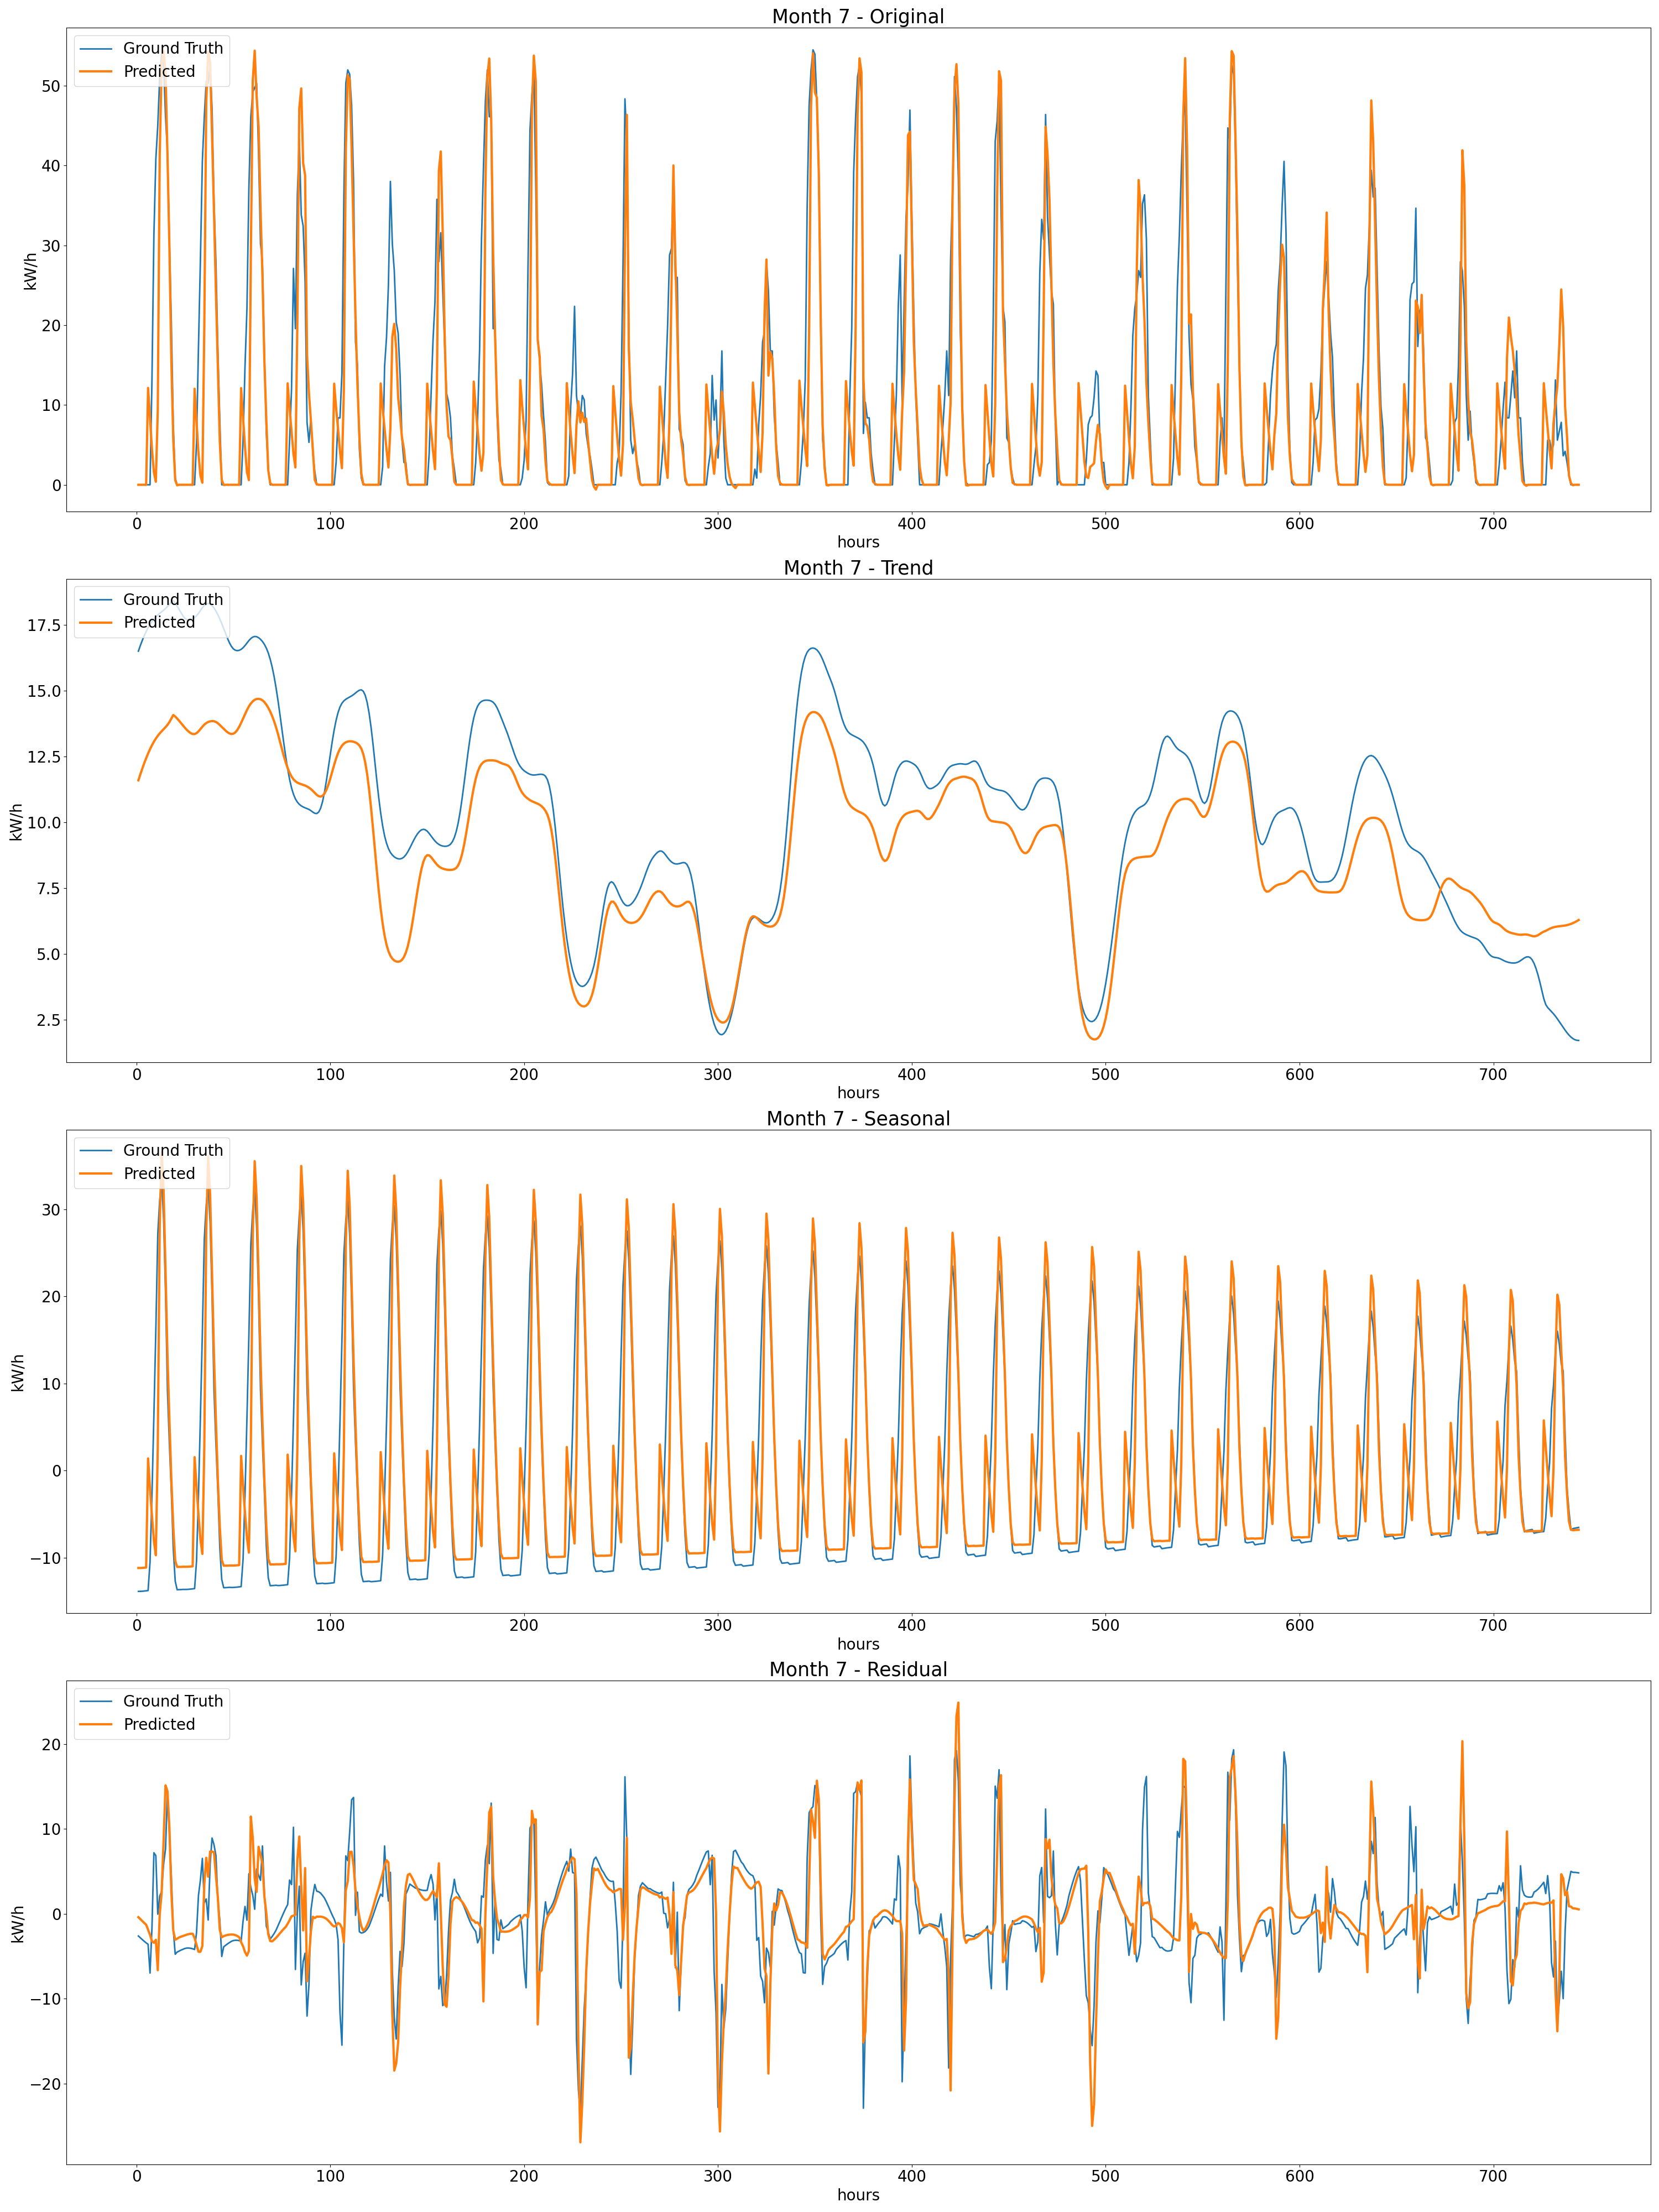 Month 7 - Original
Ground Truth
Predicted
kW/h
50
40
30
20
10
0
0 100 200 300 400 500 600 700
hours
Month 7 - Trend
Ground Truth
Predicted
kW/h
17.5
15.0
12.5
10.0
7.5
5.0
2.5
0 100 200 300 400 500 600 700
hours
Month 7 - Seasonal
Ground Truth
Predicted
kW/h
30
20
10
0
−10
0 100 200 300 400 500 600 700
hours
Month 7 - Residual
Ground Truth
Predicted
kW/h
20
10
0
−10
−20
0 100 200 300 400 500 600 700
hours